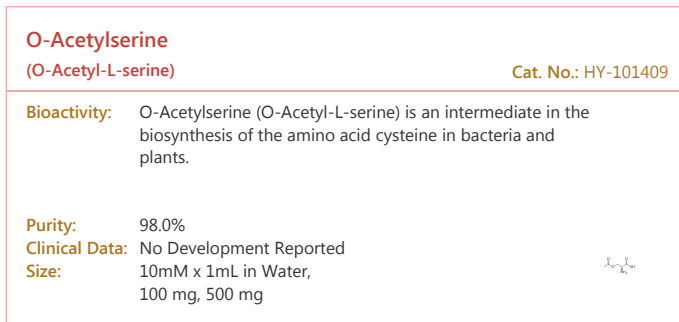 O-Acetylserine
(O-Acetyl-L-serine)
Cat. No.: HY-101409
Bioactivity: O-Acetylserine (O-Acetyl-L-serine) is an intermediate in the
biosynthesis of the amino acid cysteine in bacteria and
plants.
Purity: 98.0%
Clinical Data: No Development Reported
Size: 10mM x 1mL in Water,
100 mg, 500 mg